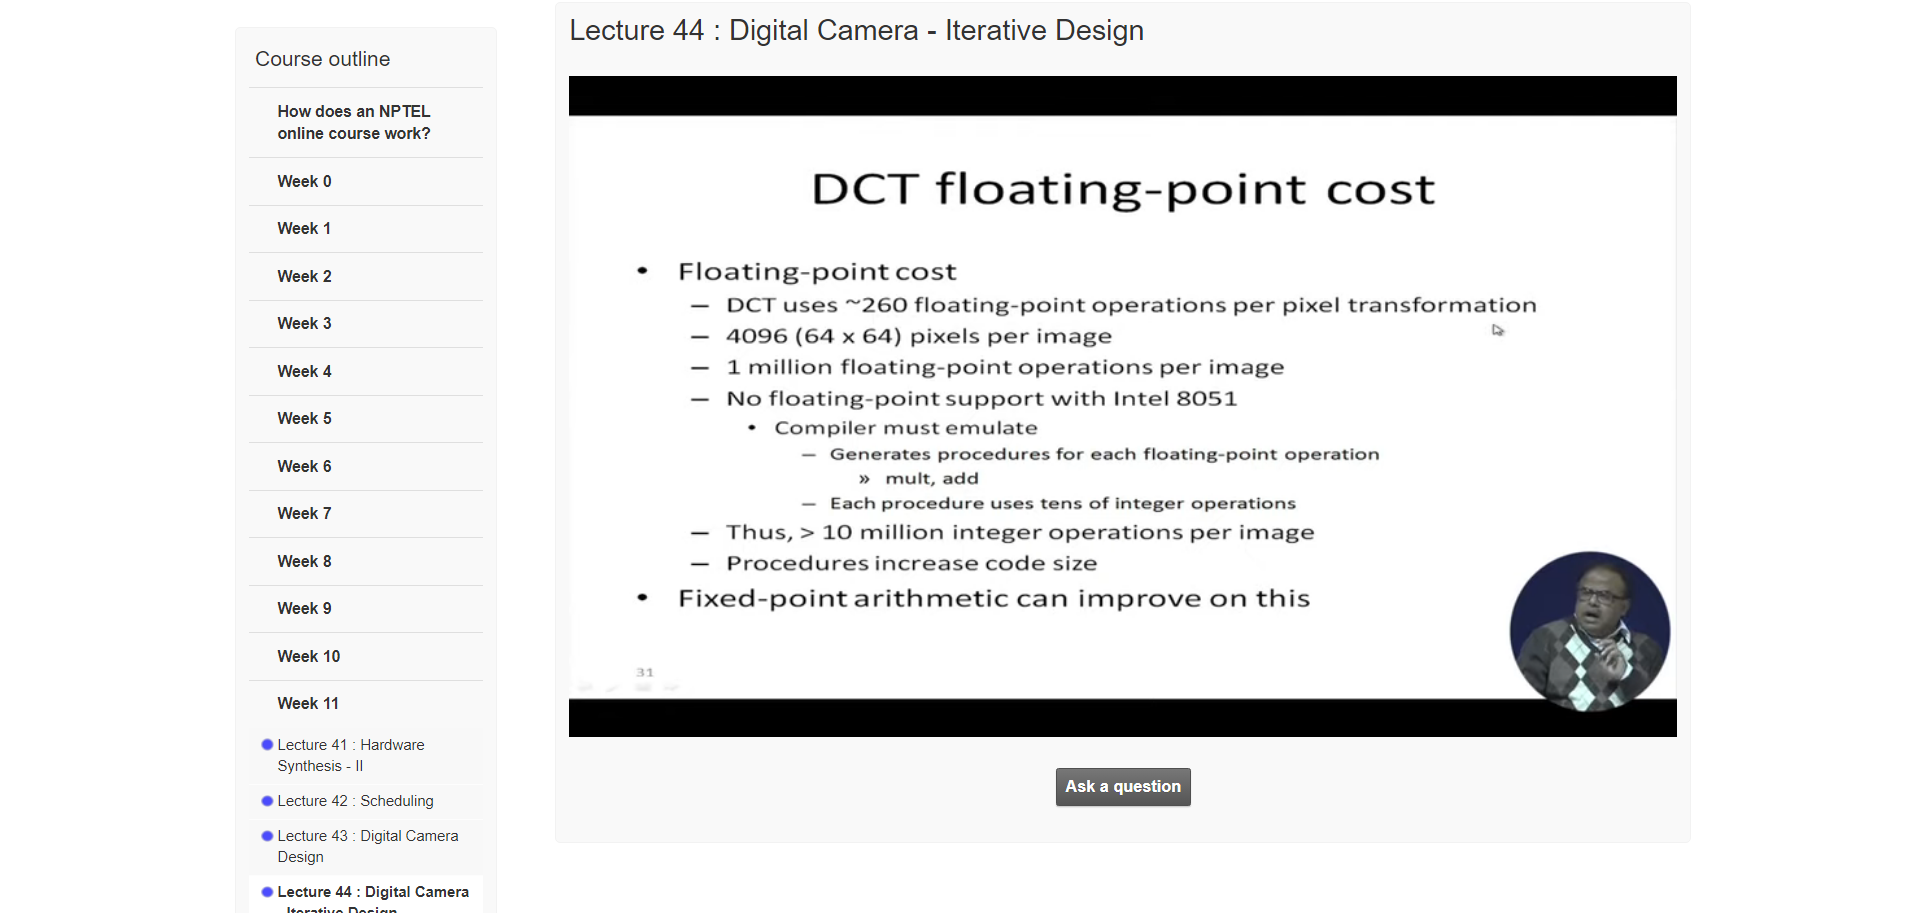 Course outline
How does an NPTEL
online course work?
Week 0
Week 1
Week 2
Week 3
Week 4
Week 5
Week 6
Week 7
Week 8
Week 9
Week 10
Week 11
Lecture 41 : Hardware
Synthesis - II
Lecture 42 : Scheduling
Lecture 43 : Digital Camera
Design
Lecture 44 : Digital Camera
- Iterative Design
Lecture 44 : Digital Camera - Iterative Design
DCT floating-point cost
• Floating-point cost
– DCT uses ~260 floating-point operations per pixel transformation
– 4096 (64 x 64) pixels per image
– 1 million floating-point operations per image
– No floating-point support with Intel 8051
• Compiler must emulate
– Generates procedures for each floating-point operation
» mult, add
– Each procedure uses tens of integer operations
– Thus, > 10 million integer operations per image
– Procedures increase code size
• Fixed-point arithmetic can improve on this
31
Ask a question